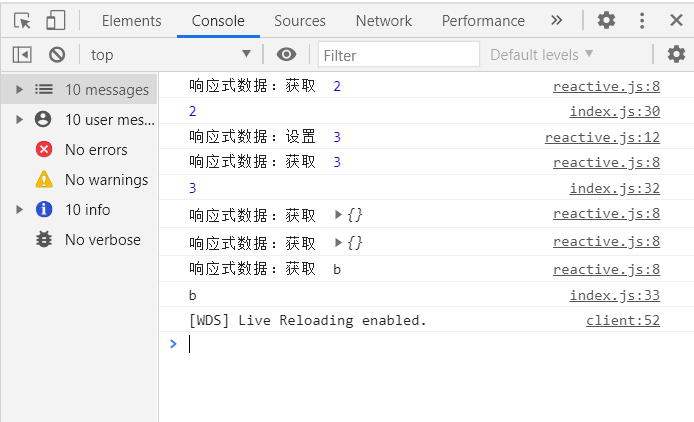 Elements Console Sources Network Performance »
top Filter Default levels
10 messages
10 user mes...
No errors
No warnings
10 info
No verbose
响应式数据：获取 2 reactive.js:8
2 index.js:30
响应式数据：设置 3 reactive.js:12
响应式数据：获取 3 reactive.js:8
3 index.js:32
响应式数据：获取 {} reactive.js:8
响应式数据：获取 {} reactive.js:8
响应式数据：获取 b reactive.js:8
b index.js:33
[WDS] Live Reloading enabled. client:52
>